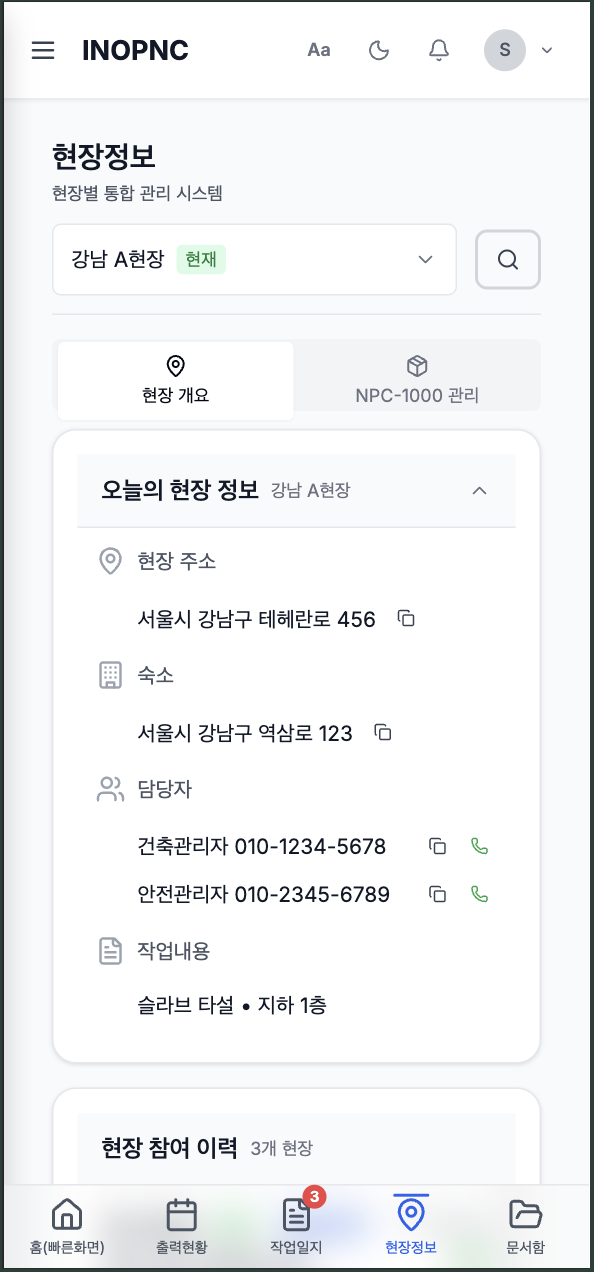 INOPNC
Aa
S
현장정보
현장별 통합 관리 시스템
강남 A현장 현재
현장 개요
NPC-1000 관리
오늘의 현장 정보 강남 A현장
현장 주소
서울시 강남구 테헤란로 456
숙소
서울시 강남구 역삼로 123
담당자
건축관리자 010-1234-5678
안전관리자 010-2345-6789
작업내용
슬라브 타설 • 지하 1층
현장 참여 이력 3개 현장
3
홈(빠른화면)
출력현황
작업일지
현장정보
문서함